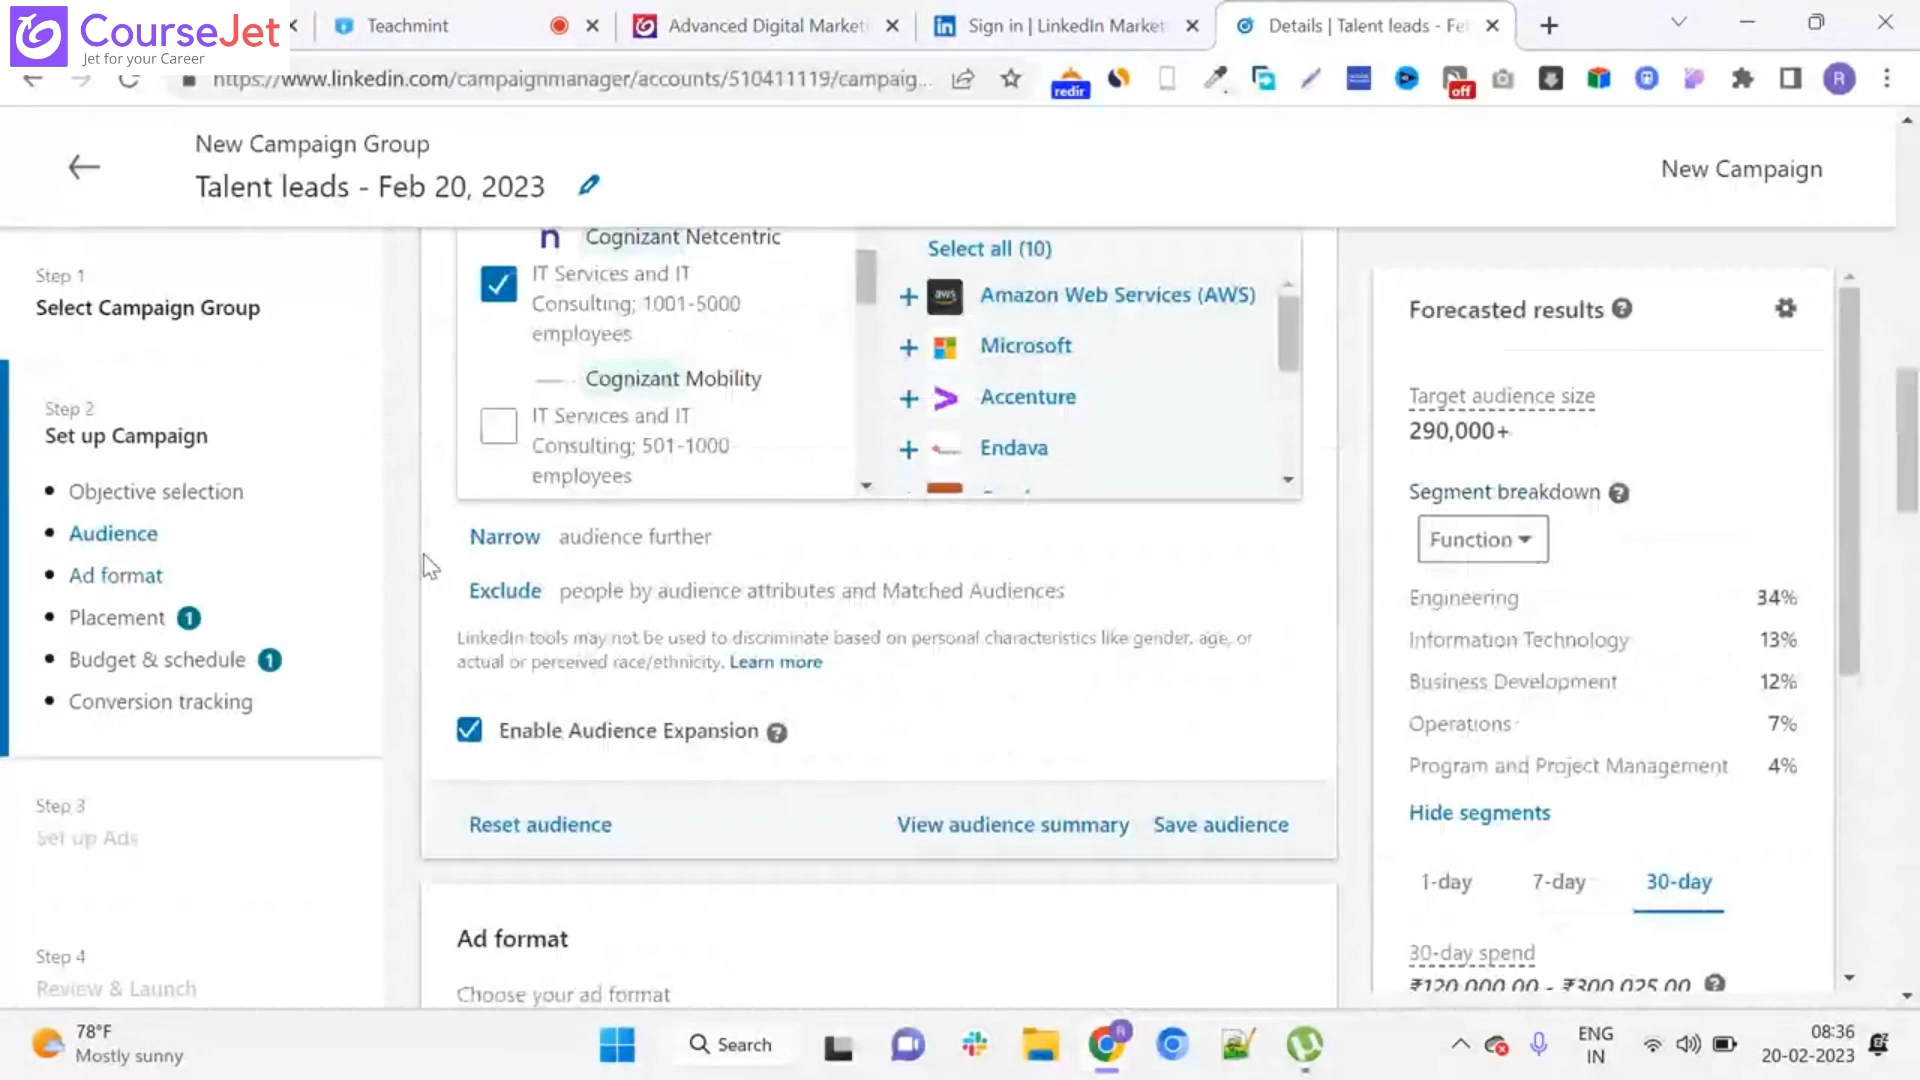 CourseJet
Jet for your Career
Teachmint
Advanced Digital Market
Sign in | LinkedIn Market
Details | Talent leads - Fe
https://www.linkedin.com/campaignmanager/accounts/510411119/campaig...
redir
off
R
New Campaign Group
Talent leads - Feb 20, 2023
New Campaign
Step 1
Select Campaign Group
Step 2
Set up Campaign
Objective selection
Audience
Ad format
Placement 1
Budget & schedule 1
Conversion tracking
Step 3
Set up Ads
Step 4
Review & Launch
Cognizant Netcentric
IT Services and IT
Consulting; 1001-5000
employees
Cognizant Mobility
IT Services and IT
Consulting; 501-1000
employees
Select all (10)
aws
Amazon Web Services (AWS)
Microsoft
Accenture
Endava
Narrow audience further
Exclude people by audience attributes and Matched Audiences
LinkedIn tools may not be used to discriminate based on personal characteristics like gender, age, or
actual or perceived race/ethnicity. Learn more
Enable Audience Expansion
Reset audience
View audience summary
Save audience
Ad format
Choose your ad format
Forecasted results
Target audience size
290,000+
Segment breakdown
Function
Engineering 34%
Information Technology 13%
Business Development 12%
Operations 7%
Program and Project Management 4%
Hide segments
1-day 7-day 30-day
30-day spend
₹120,000.00 - ₹300,025.00
78°F
Mostly sunny
Search
R
ENG
IN
08:36
20-02-2023